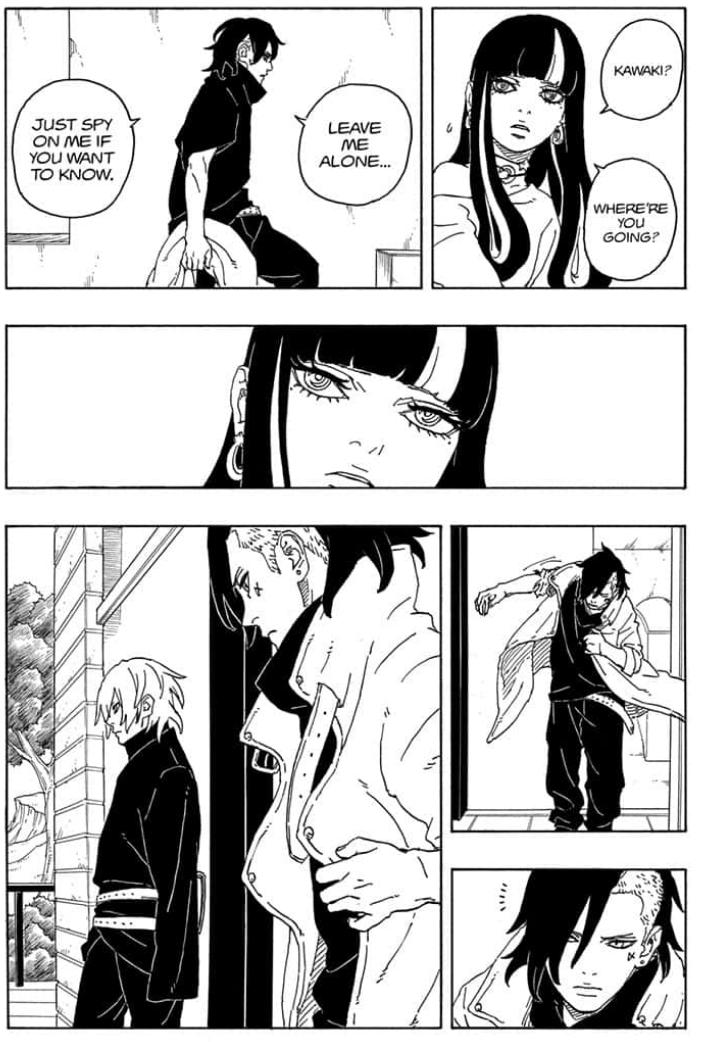 KAWAKI?
WHERE'RE
YOU
GOING?
LEAVE
ME
ALONE...
JUST SPY
ON ME IF
YOU WANT
TO KNOW.